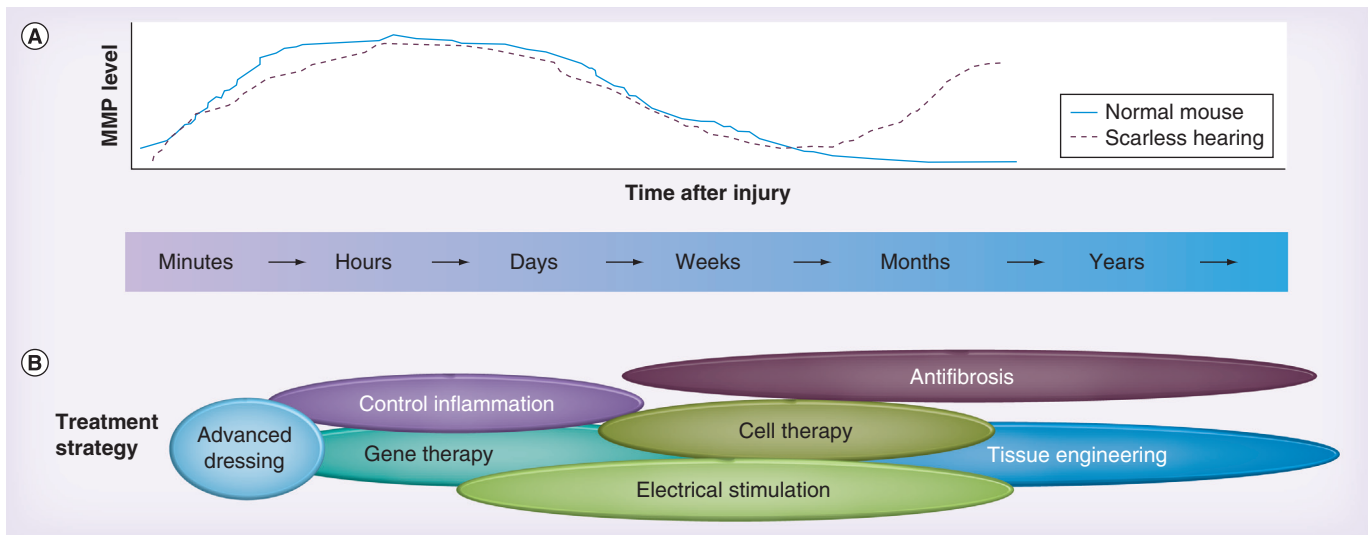 A
MMP level
Normal mouse
Scarless hearing
Time after injury
Minutes → Hours → Days → Weeks → Months → Years →
B
Treatment
strategy
Antifibrosis
Control inflammation
Advanced
dressing
Gene therapy
Cell therapy
Tissue engineering
Electrical stimulation